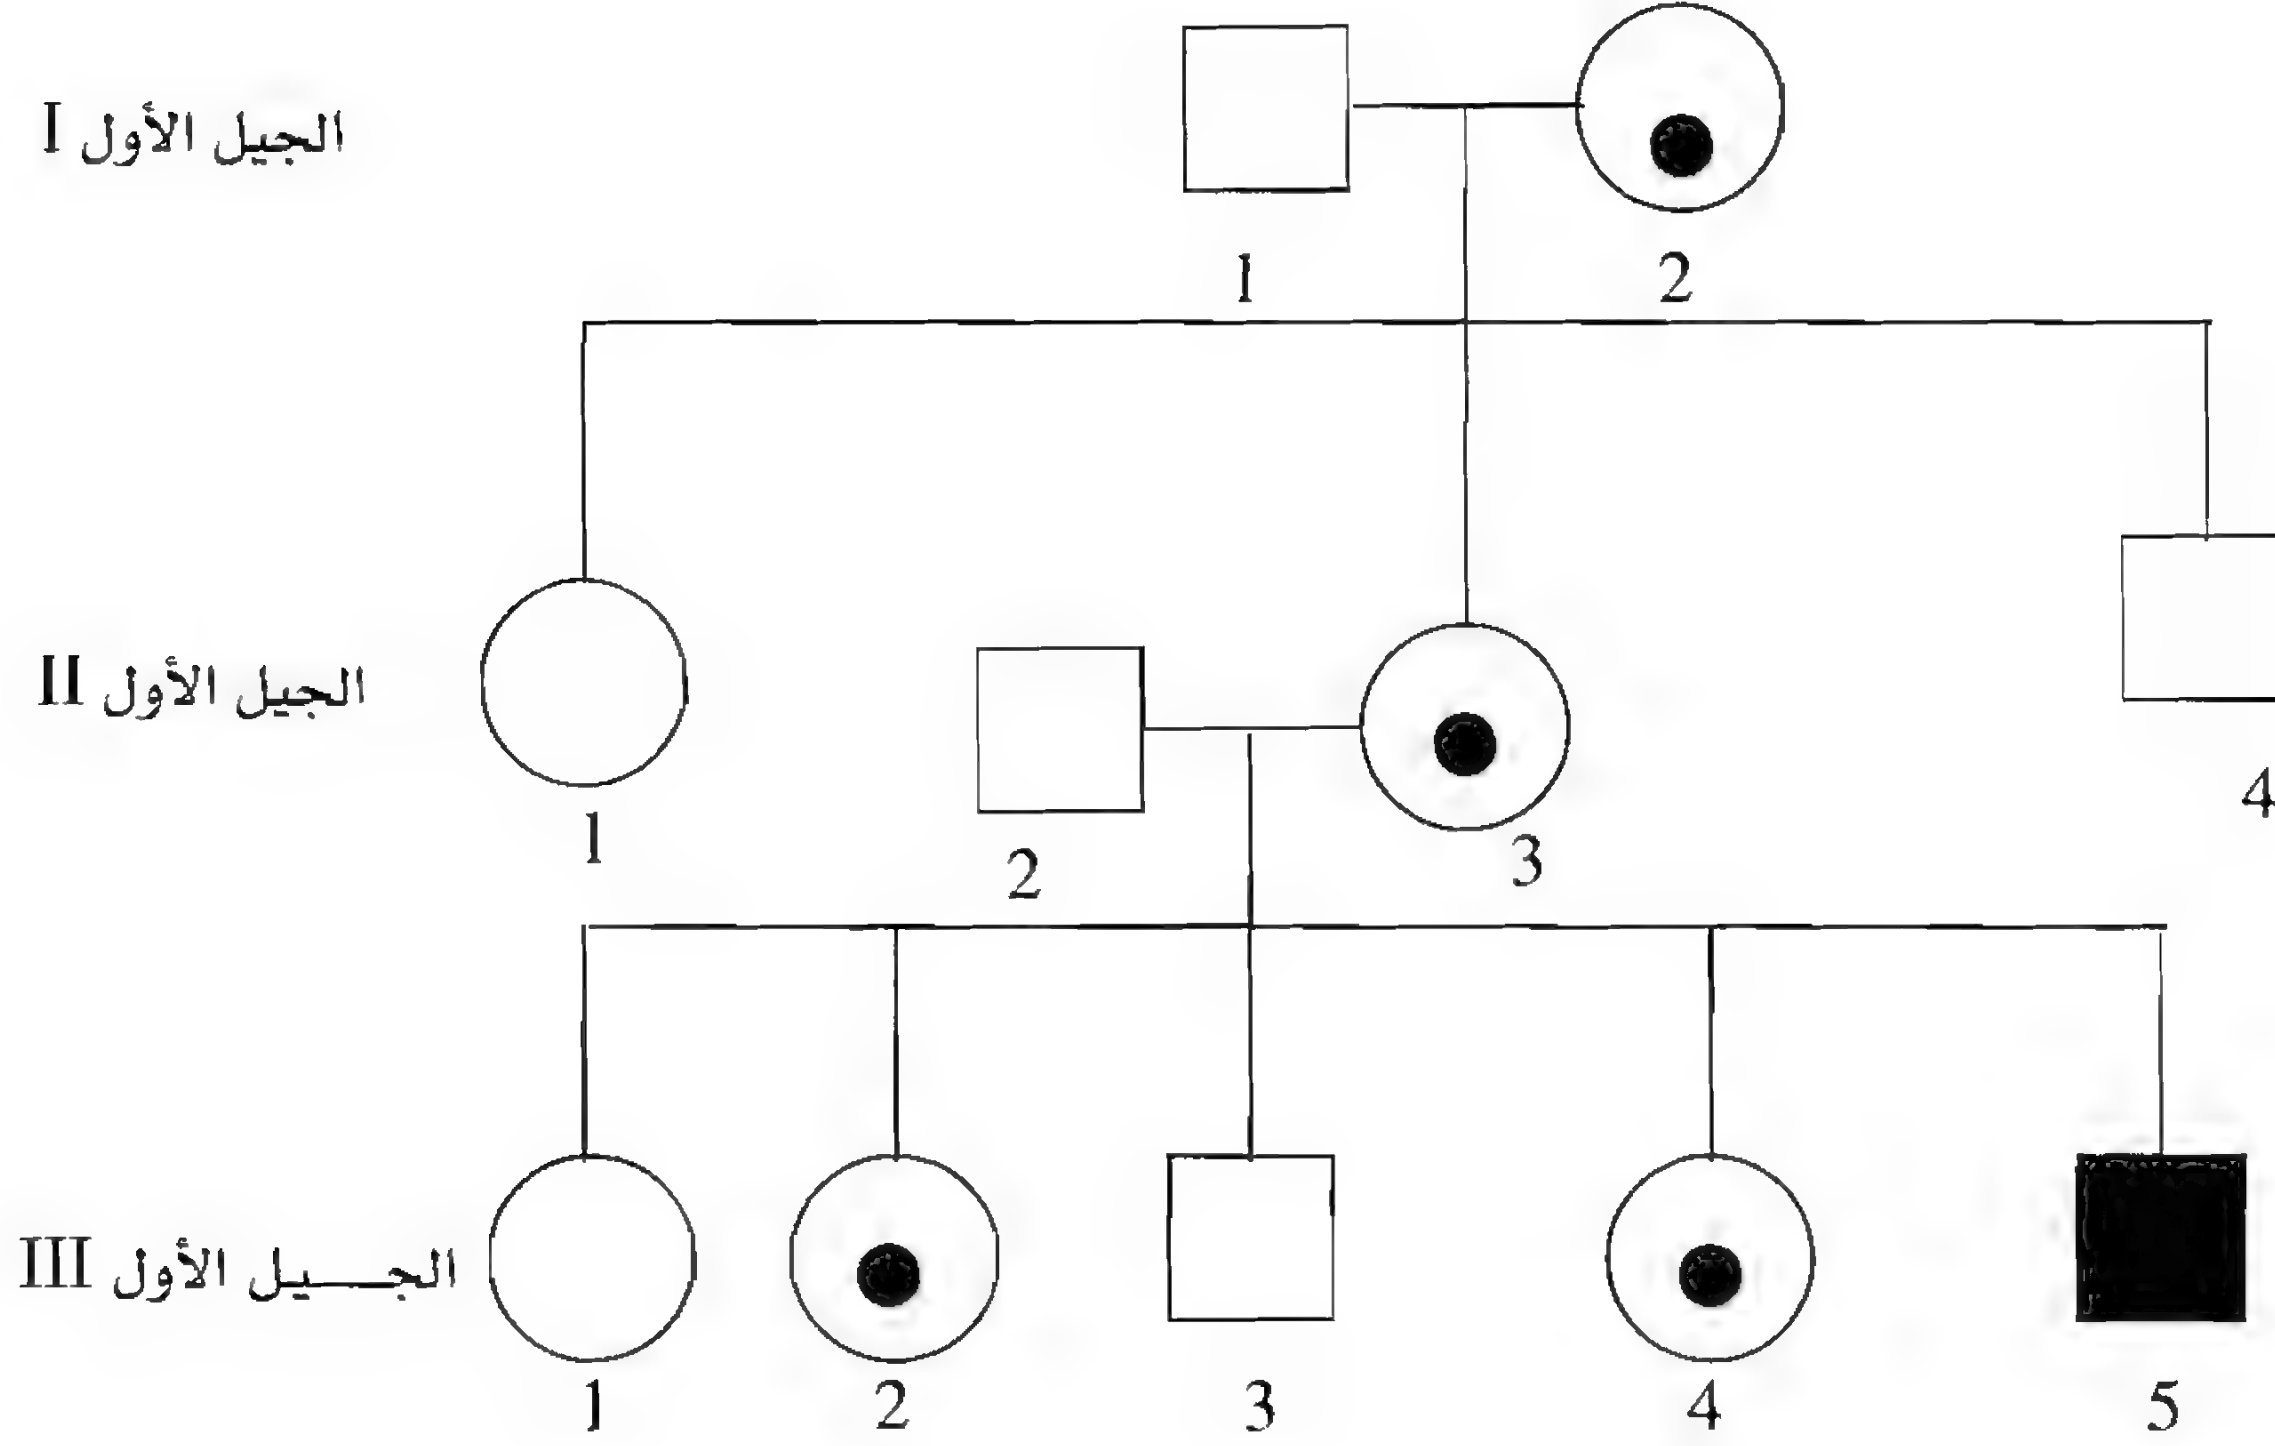 الجيل الأول I
1 2
الجيل الأول II
1 2 3 4
الجـــيل الأول III
1 2 3 4 5